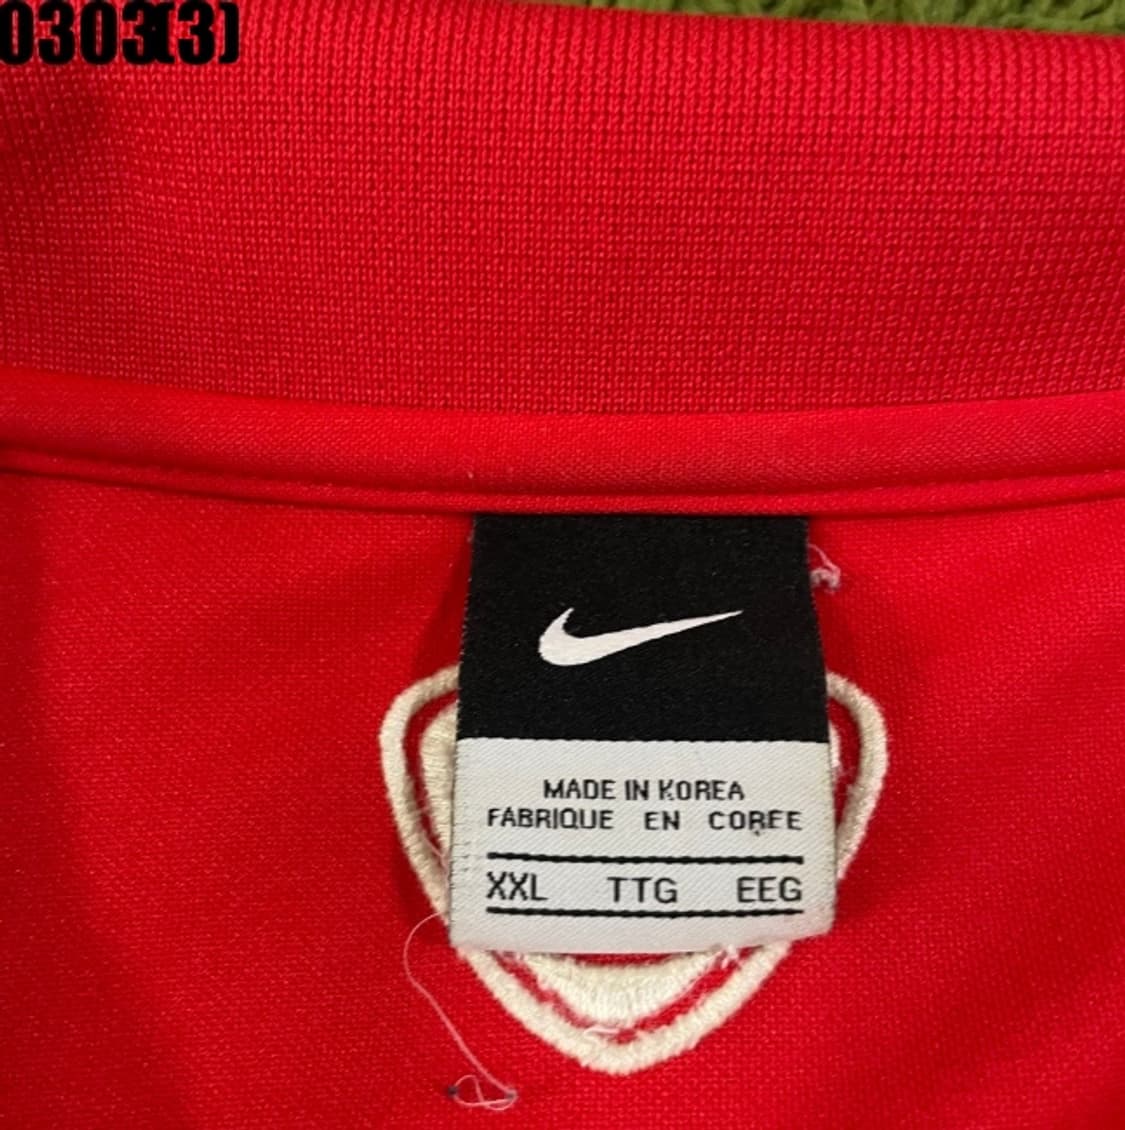 0303(3)
MADE IN KOREA
FABRIQUE EN COREE
XXL TTG EEG